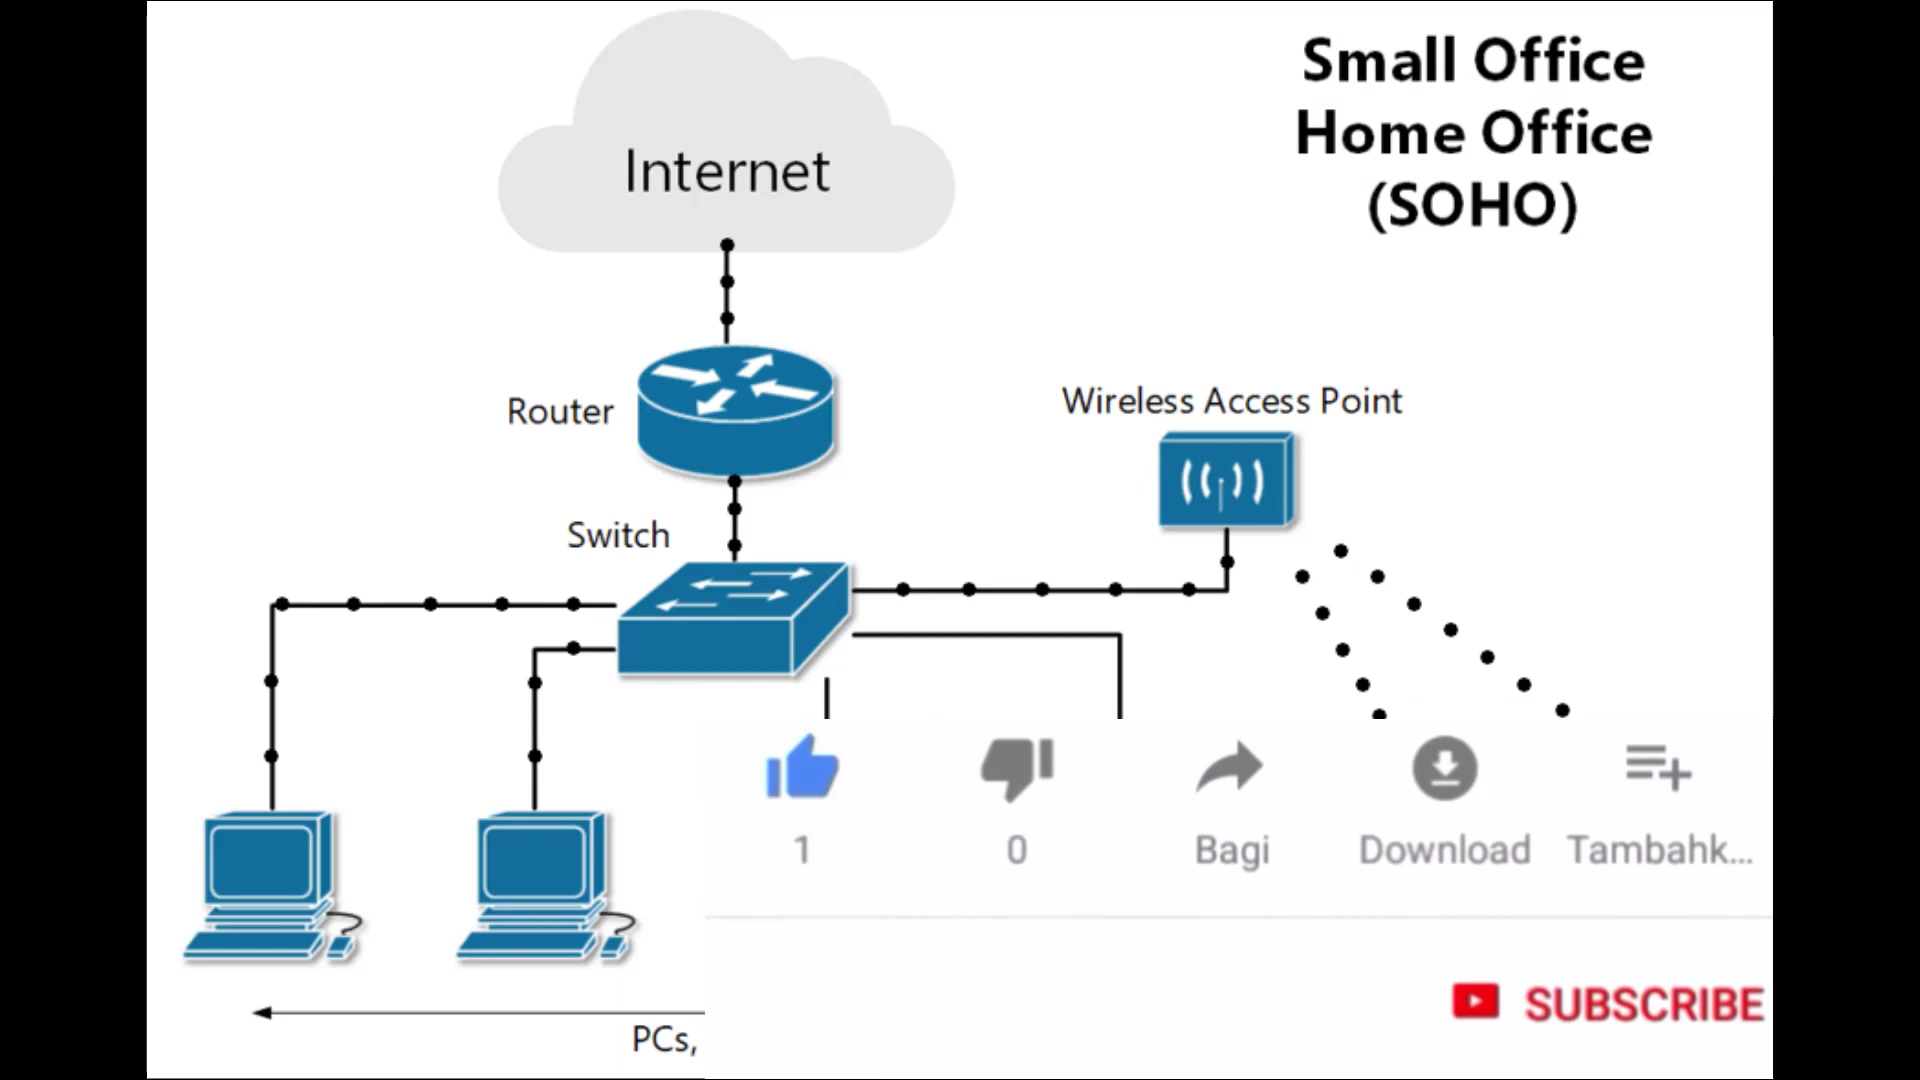 Small Office
Home Office
(SOHO)
Internet
Router
Wireless Access Point
Switch
1
0
Bagi
Download
Tambahk...
SUBSCRIBE
PCs,